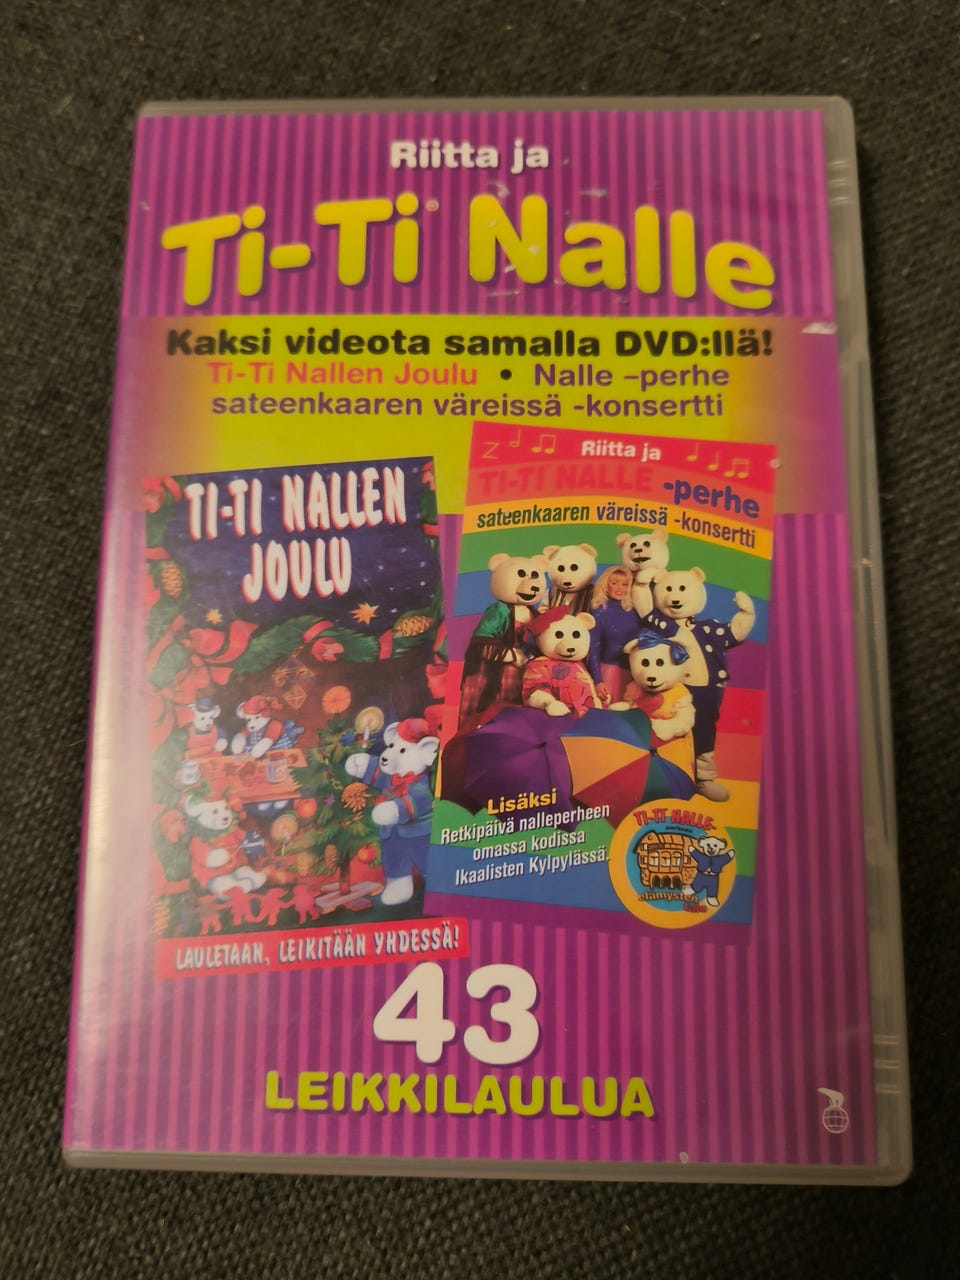 Riitta ja
Ti-Ti® Nalle
Kaksi videota samalla DVD:llä!
Ti-Ti Nallen Joulu • Nalle –perhe
sateenkaaren väreissä -konsertti
TI-TI NALLEN
JOULU
LAULETAAN, LEIKITÄÄN YHDESSÄ!
Riitta ja
TI-TI NALLE -perhe
sateenkaaren väreissä -konsertti
Lisäksi
Retkipäivä nalleperheen
omassa kodissa
Ikaalisten Kylpylässä.
TI-TI NALLE-
perheen
elämysten
43
LEIKKILAULUA